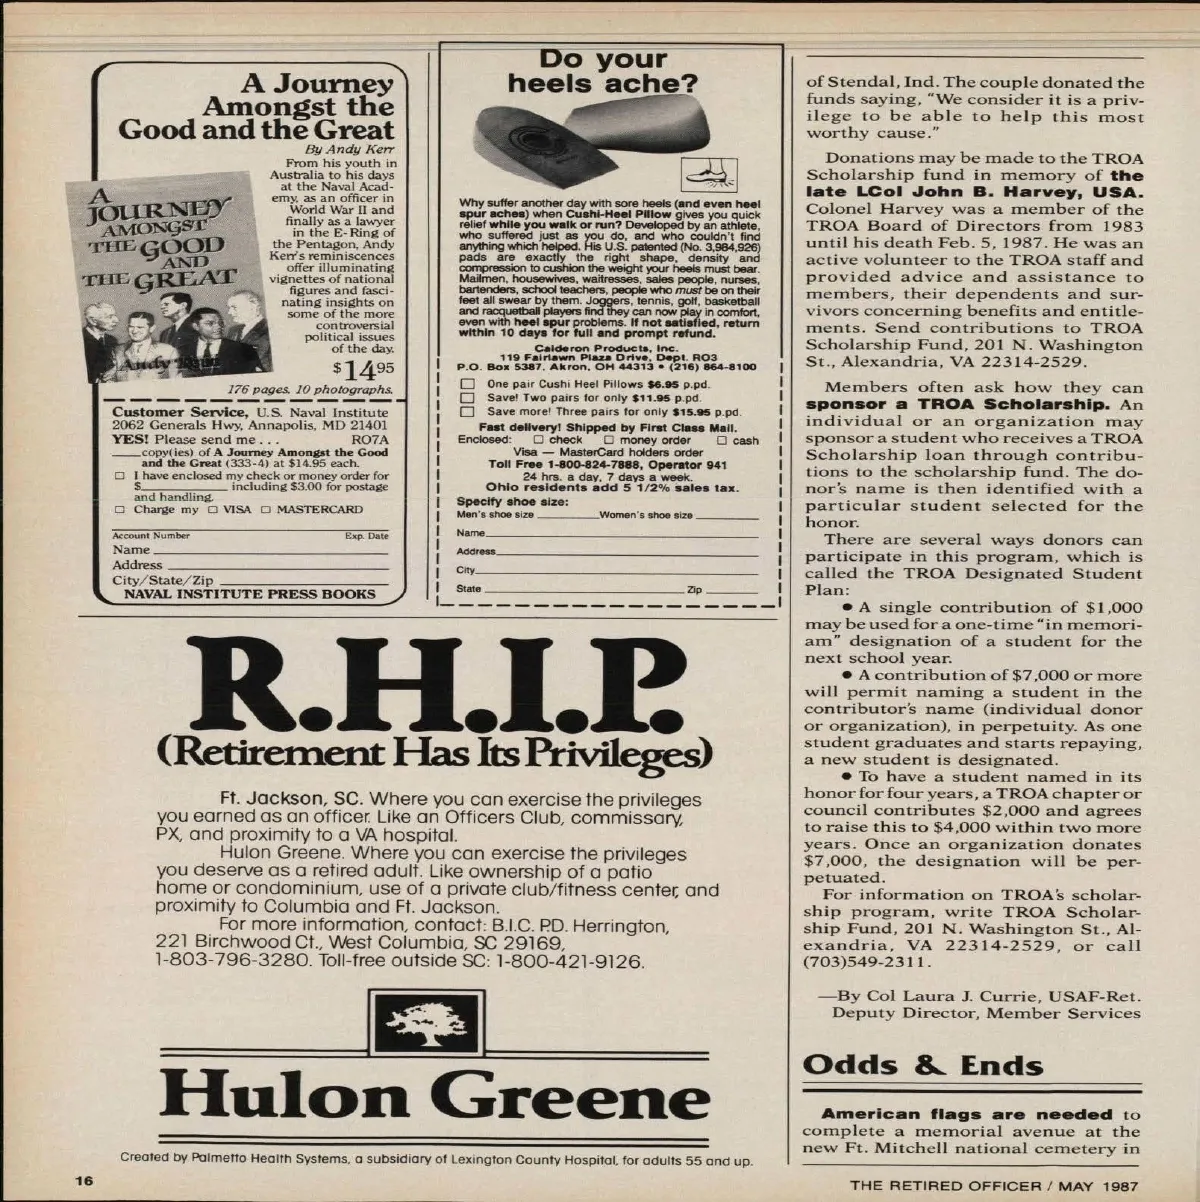 A Journey
Amongst the
Good and the Great
By Andy Kerr
From his youth in
Australia to his days
at the Naval Acad-
emy, as an officer in
World War II and
finally as a lawyer
in the E-Ring of
the Pentagon, Andy
Kerr's reminiscences
offer illuminating
vignettes of national
figures and fasci-
nating insights on
some of the more
controversial
political issues
of the day.
$14.95
A
JOURNEY
AMONGST
THE GOOD
AND
THE GREAT
Andy Kerr
176 pages. 10 photographs.
Customer Service, U.S. Naval Institute
2062 Generals Hwy, Annapolis, MD 21401
YES! Please send me . . . RO7A
____copy(ies) of A Journey Amongst the Good
and the Great (333-4) at $14.95 each.
□ I have enclosed my check or money order for
$__________ including $3.00 for postage
and handling.
□ Charge my □ VISA □ MASTERCARD
Account Number Exp. Date
Name
Address
City/State/Zip
NAVAL INSTITUTE PRESS BOOKS
Do your
heels ache?
Why suffer another day with sore heels (and even heel
spur aches) when Cushi-Heel Pillow gives you quick
relief while you walk or run? Developed by an athlete,
who suffered just as you do, and who couldn't find
anything which helped. His U.S. patented (No. 3,984,926)
pads are exactly the right shape, density and
compression to cushion the weight your heels must bear.
Mailmen, housewives, waitresses, sales people, nurses,
bartenders, school teachers, people who must be on their
feet all swear by them. Joggers, tennis, golf, basketball
and racquetball players find they can now play in comfort,
even with heel spur problems. If not satisfied, return
within 10 days for full and prompt refund.
Calderon Products, Inc.
119 Fairlawn Plaza Drive, Dept. RO3
P.O. Box 5387, Akron, OH 44313 • (216) 864-8100
□ One pair Cushi Heel Pillows $6.95 p.pd.
□ Save! Two pairs for only $11.95 p.pd.
□ Save more! Three pairs for only $15.95 p.pd.
Fast delivery! Shipped by First Class Mail.
Enclosed: □ check □ money order □ cash
Visa — MasterCard holders order
Toll Free 1-800-824-7888, Operator 941
24 hrs. a day, 7 days a week.
Ohio residents add 5 1/2% sales tax.
Specify shoe size:
Men's shoe size __________ Women's shoe size __________
Name
Address
City
State Zip
R.H.I.P.
(Retirement Has Its Privileges)
Ft. Jackson, SC. Where you can exercise the privileges
you earned as an officer. Like an Officers Club, commissary,
PX, and proximity to a VA hospital.
Hulon Greene. Where you can exercise the privileges
you deserve as a retired adult. Like ownership of a patio
home or condominium, use of a private club/fitness center, and
proximity to Columbia and Ft. Jackson.
For more information, contact: B.I.C. P.D. Herrington,
221 Birchwood Ct., West Columbia, SC 29169,
1-803-796-3280. Toll-free outside SC: 1-800-421-9126.
Hulon Greene
Created by Palmetto Health Systems, a subsidiary of Lexington County Hospital, for adults 55 and up.
16
of Stendal, Ind. The couple donated the
funds saying, "We consider it is a priv-
ilege to be able to help this most
worthy cause."
Donations may be made to the TROA
Scholarship fund in memory of the
late LCol John B. Harvey, USA.
Colonel Harvey was a member of the
TROA Board of Directors from 1983
until his death Feb. 5, 1987. He was an
active volunteer to the TROA staff and
provided advice and assistance to
members, their dependents and sur-
vivors concerning benefits and entitle-
ments. Send contributions to TROA
Scholarship Fund, 201 N. Washington
St., Alexandria, VA 22314-2529.
Members often ask how they can
sponsor a TROA Scholarship. An
individual or an organization may
sponsor a student who receives a TROA
Scholarship loan through contribu-
tions to the scholarship fund. The do-
nor's name is then identified with a
particular student selected for the
honor.
There are several ways donors can
participate in this program, which is
called the TROA Designated Student
Plan:
• A single contribution of $1,000
may be used for a one-time "in memori-
am" designation of a student for the
next school year.
• A contribution of $7,000 or more
will permit naming a student in the
contributor's name (individual donor
or organization), in perpetuity. As one
student graduates and starts repaying,
a new student is designated.
• To have a student named in its
honor for four years, a TROA chapter or
council contributes $2,000 and agrees
to raise this to $4,000 within two more
years. Once an organization donates
$7,000, the designation will be per-
petuated.
For information on TROA's scholar-
ship program, write TROA Scholar-
ship Fund, 201 N. Washington St., Al-
exandria, VA 22314-2529, or call
(703)549-2311.
—By Col Laura J. Currie, USAF-Ret.
Deputy Director, Member Services
Odds & Ends
American flags are needed to
complete a memorial avenue at the
new Ft. Mitchell national cemetery in
THE RETIRED OFFICER / MAY 1987